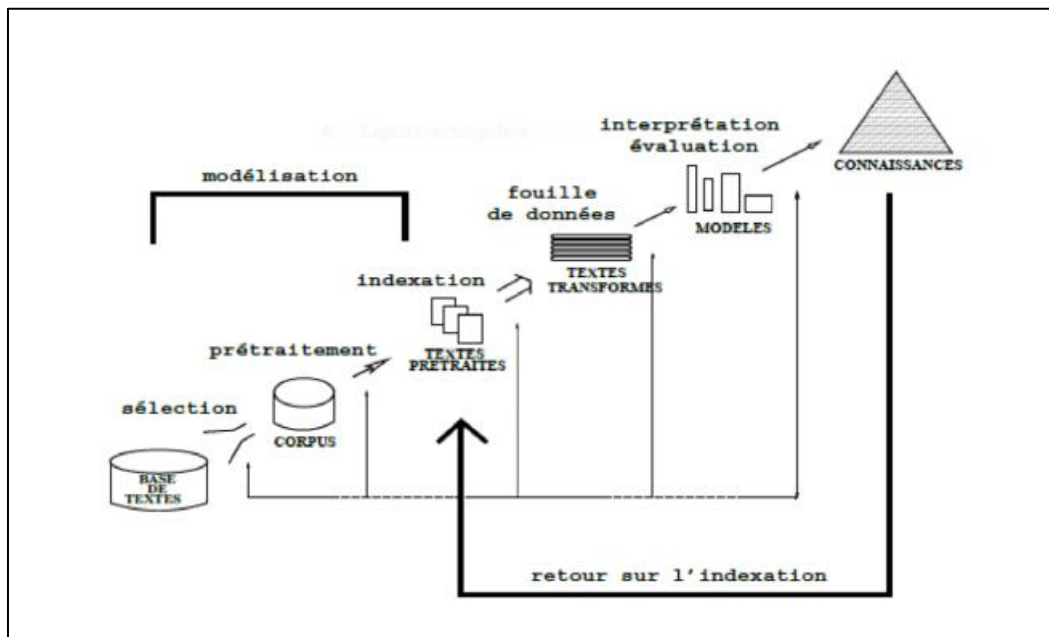 interprétation
évaluation
CONNAISSANCES
modélisation
fouille
de données
MODELES
indexation
TEXTES
TRANSFORMES
prétraitement
TEXTES
PRETRAITES
sélection
CORPUS
BASE
DE
TEXTES
retour sur l'indexation